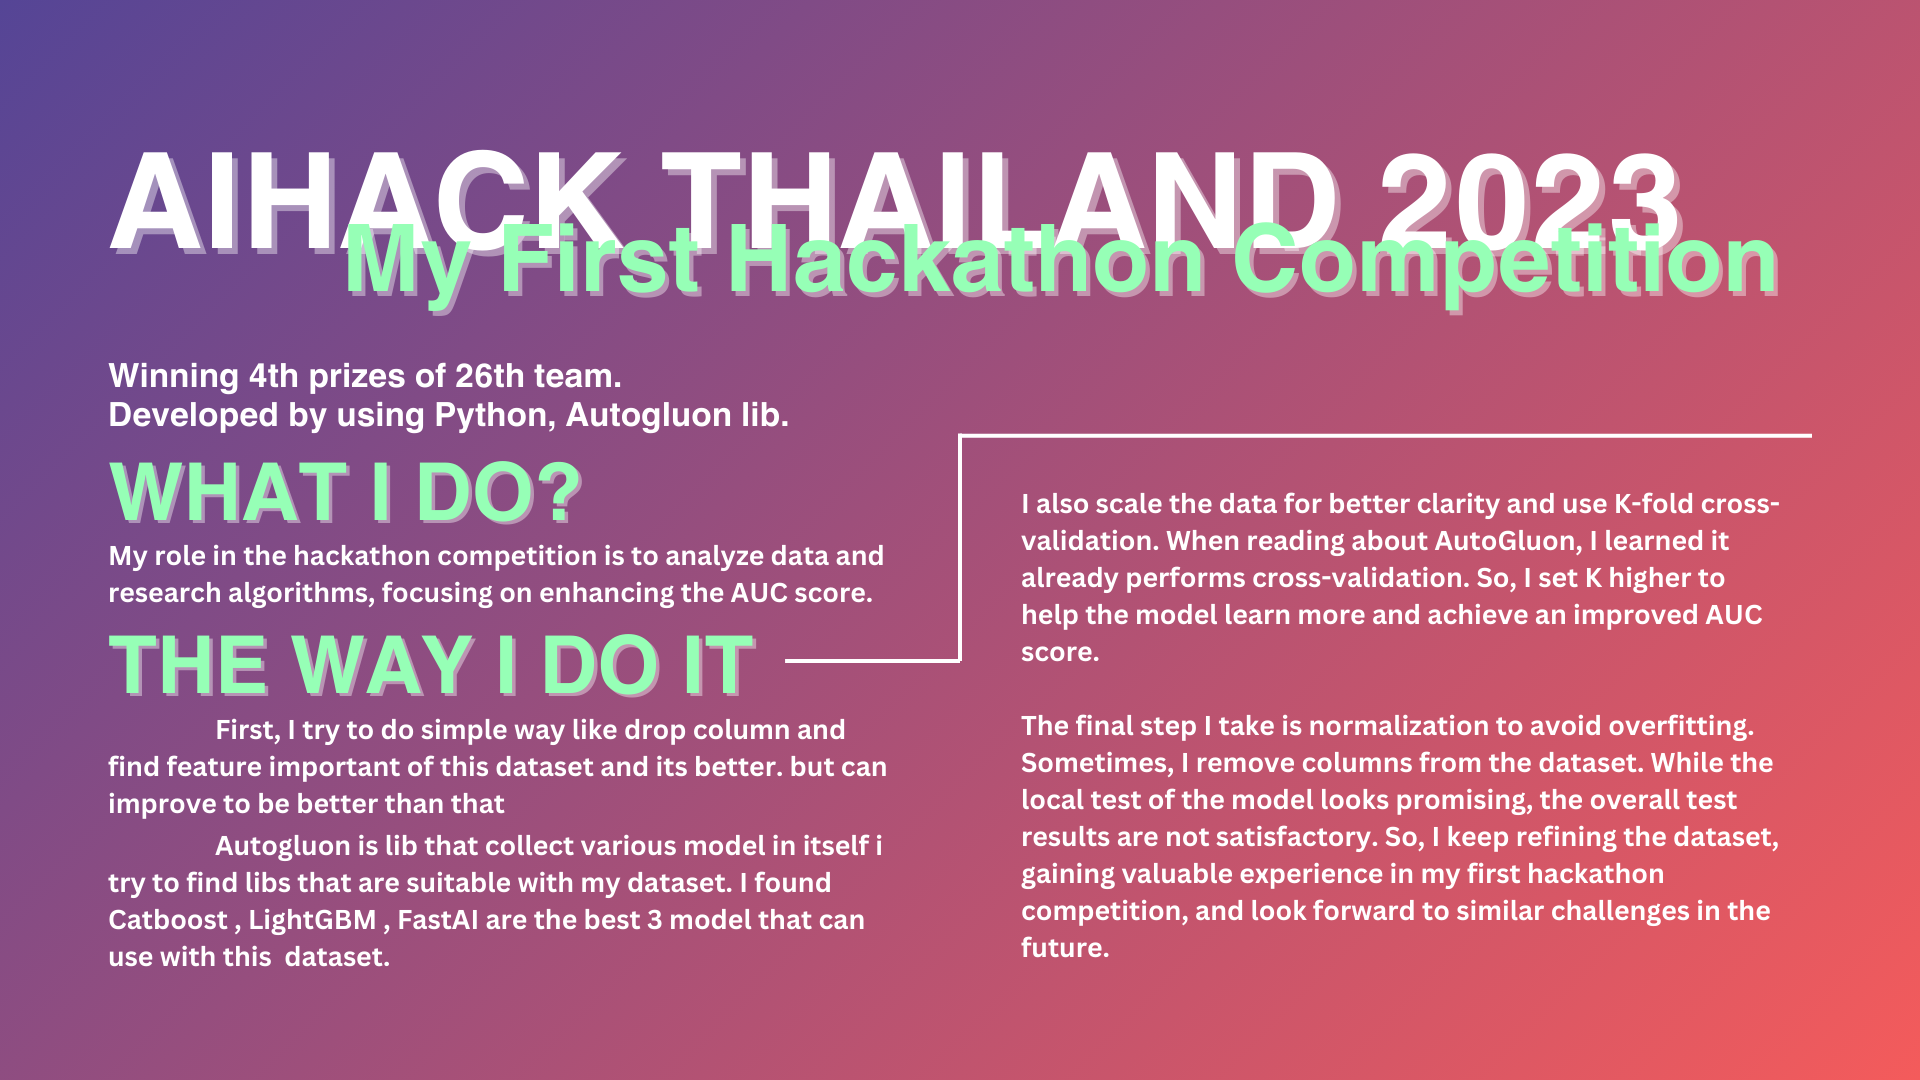 AIHACK THAILAND 2023
My First Hackathon Competition
Winning 4th prizes of 26th team.
Developed by using Python, Autogluon lib.
WHAT I DO?
My role in the hackathon competition is to analyze data and
research algorithms, focusing on enhancing the AUC score.
THE WAY I DO IT
First, I try to do simple way like drop column and
find feature important of this dataset and its better. but can
improve to be better than that
Autogluon is lib that collect various model in itself i
try to find libs that are suitable with my dataset. I found
Catboost , LightGBM , FastAI are the best 3 model that can
use with this  dataset.
I also scale the data for better clarity and use K-fold cross-
validation. When reading about AutoGluon, I learned it
already performs cross-validation. So, I set K higher to
help the model learn more and achieve an improved AUC
score.
The final step I take is normalization to avoid overfitting.
Sometimes, I remove columns from the dataset. While the
local test of the model looks promising, the overall test
results are not satisfactory. So, I keep refining the dataset,
gaining valuable experience in my first hackathon
competition, and look forward to similar challenges in the
future.